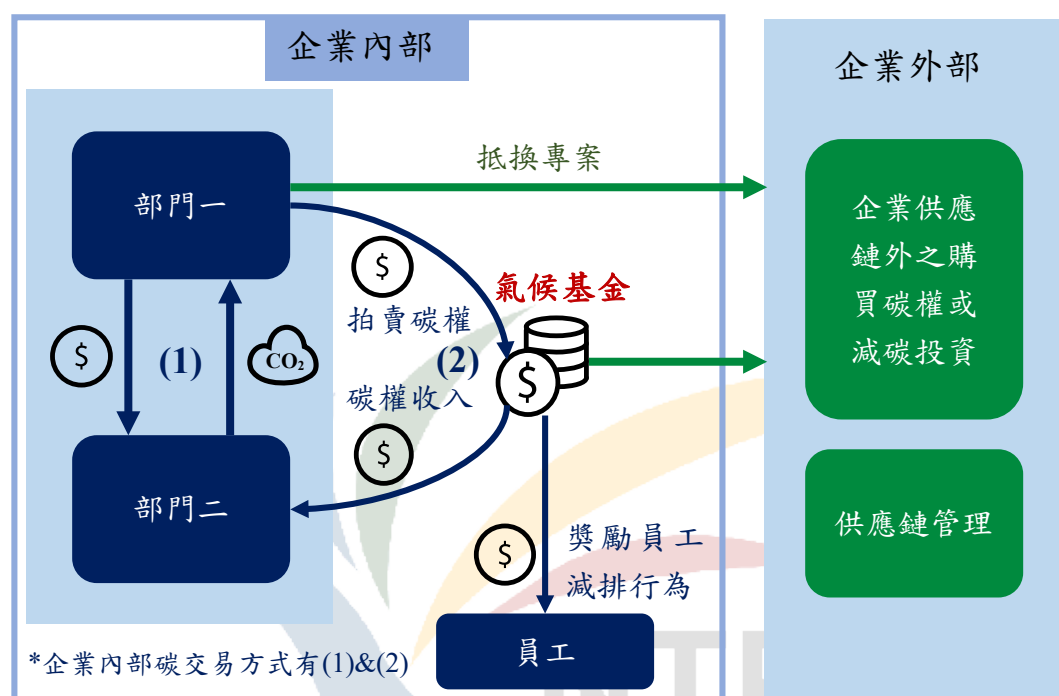 企業內部
企業外部
部門一
抵換專案
$
拍賣碳權
氣候基金
企業供應
鏈外之購
買碳權或
減碳投資
$
(1)
CO₂
(2)
$
碳權收入
$
部門二
$
獎勵員工
減排行為
供應鏈管理
員工
*企業內部碳交易方式有(1)&(2)